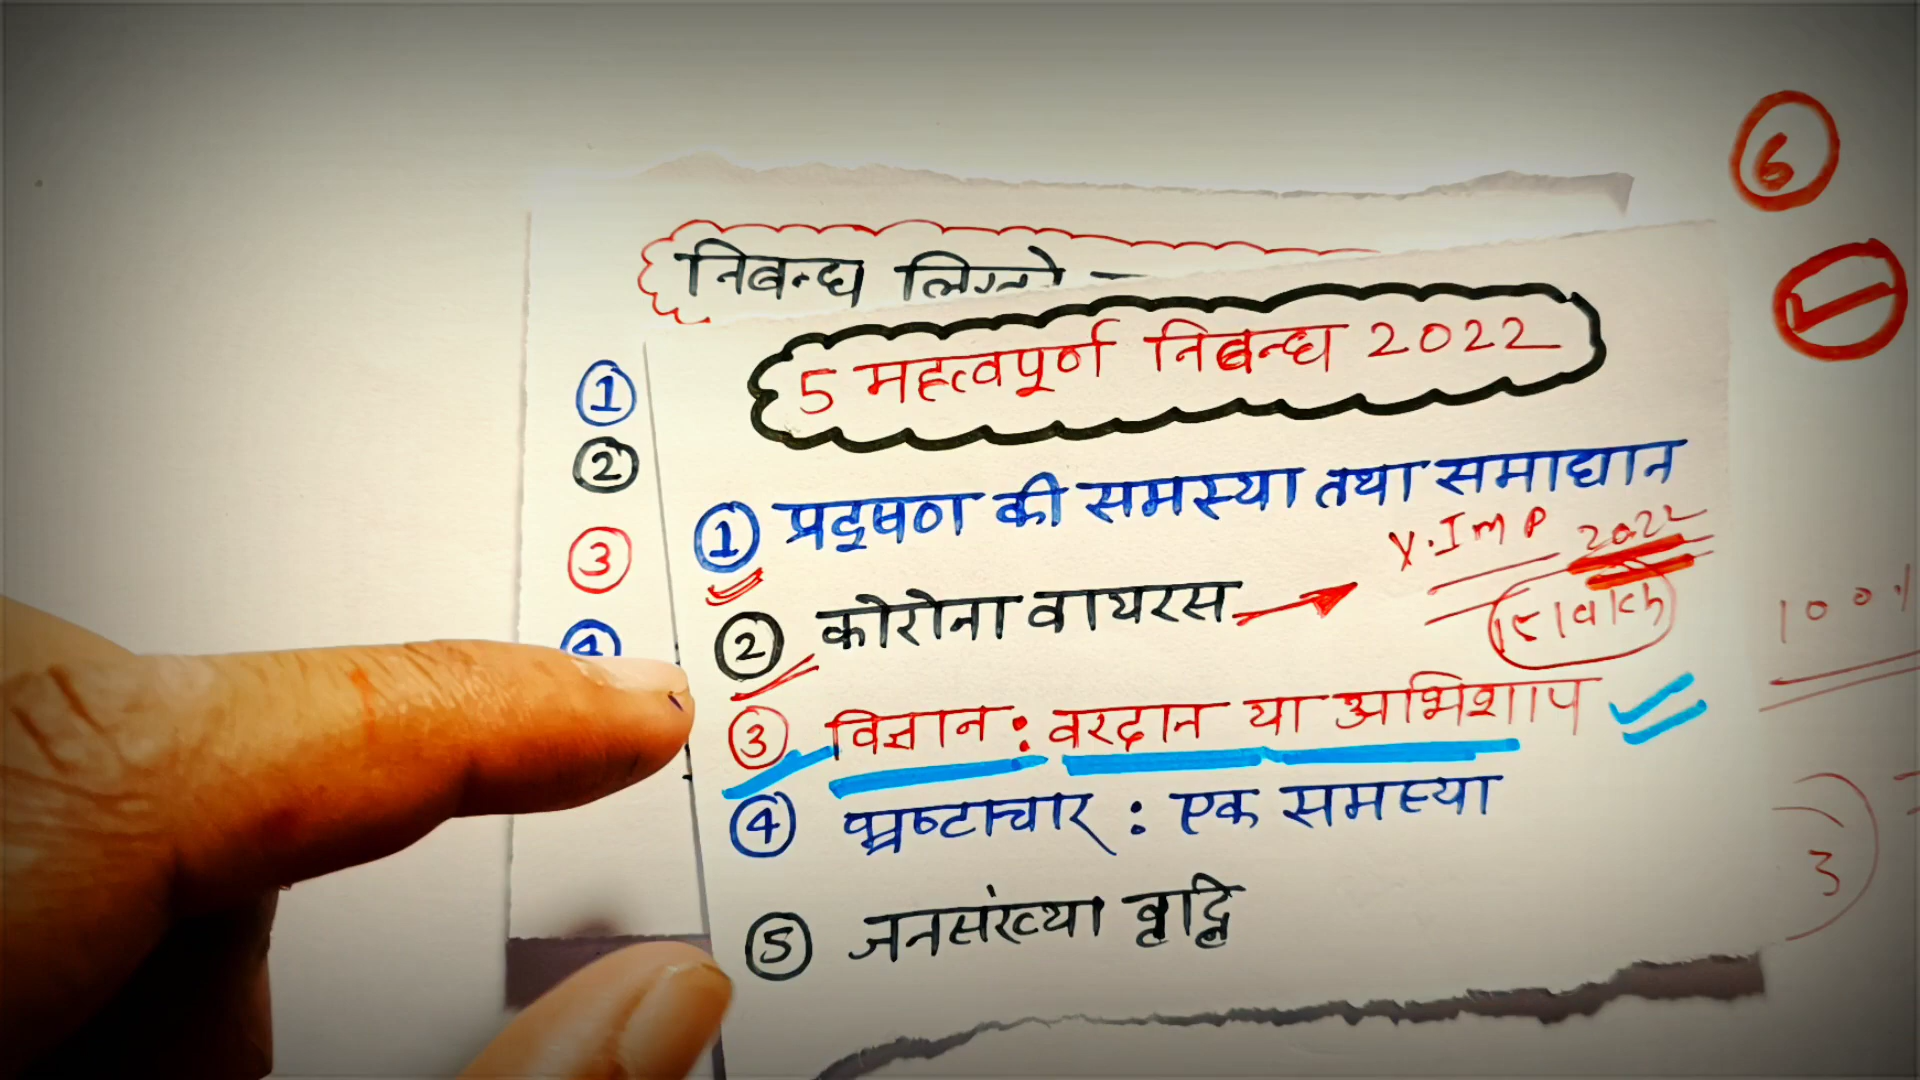 6
निबन्ध लिखो
5 महत्वपूर्ण निबन्ध 2022
1
2
3
4
① प्रदूषण की समस्या तथा समाधान
V.IMP 2022
② कोरोना वायरस
100%
③ विज्ञान : वरदान या अभिशाप
④ भ्रष्टाचार : एक समस्या
3
⑤ जनसंख्या वृद्धि